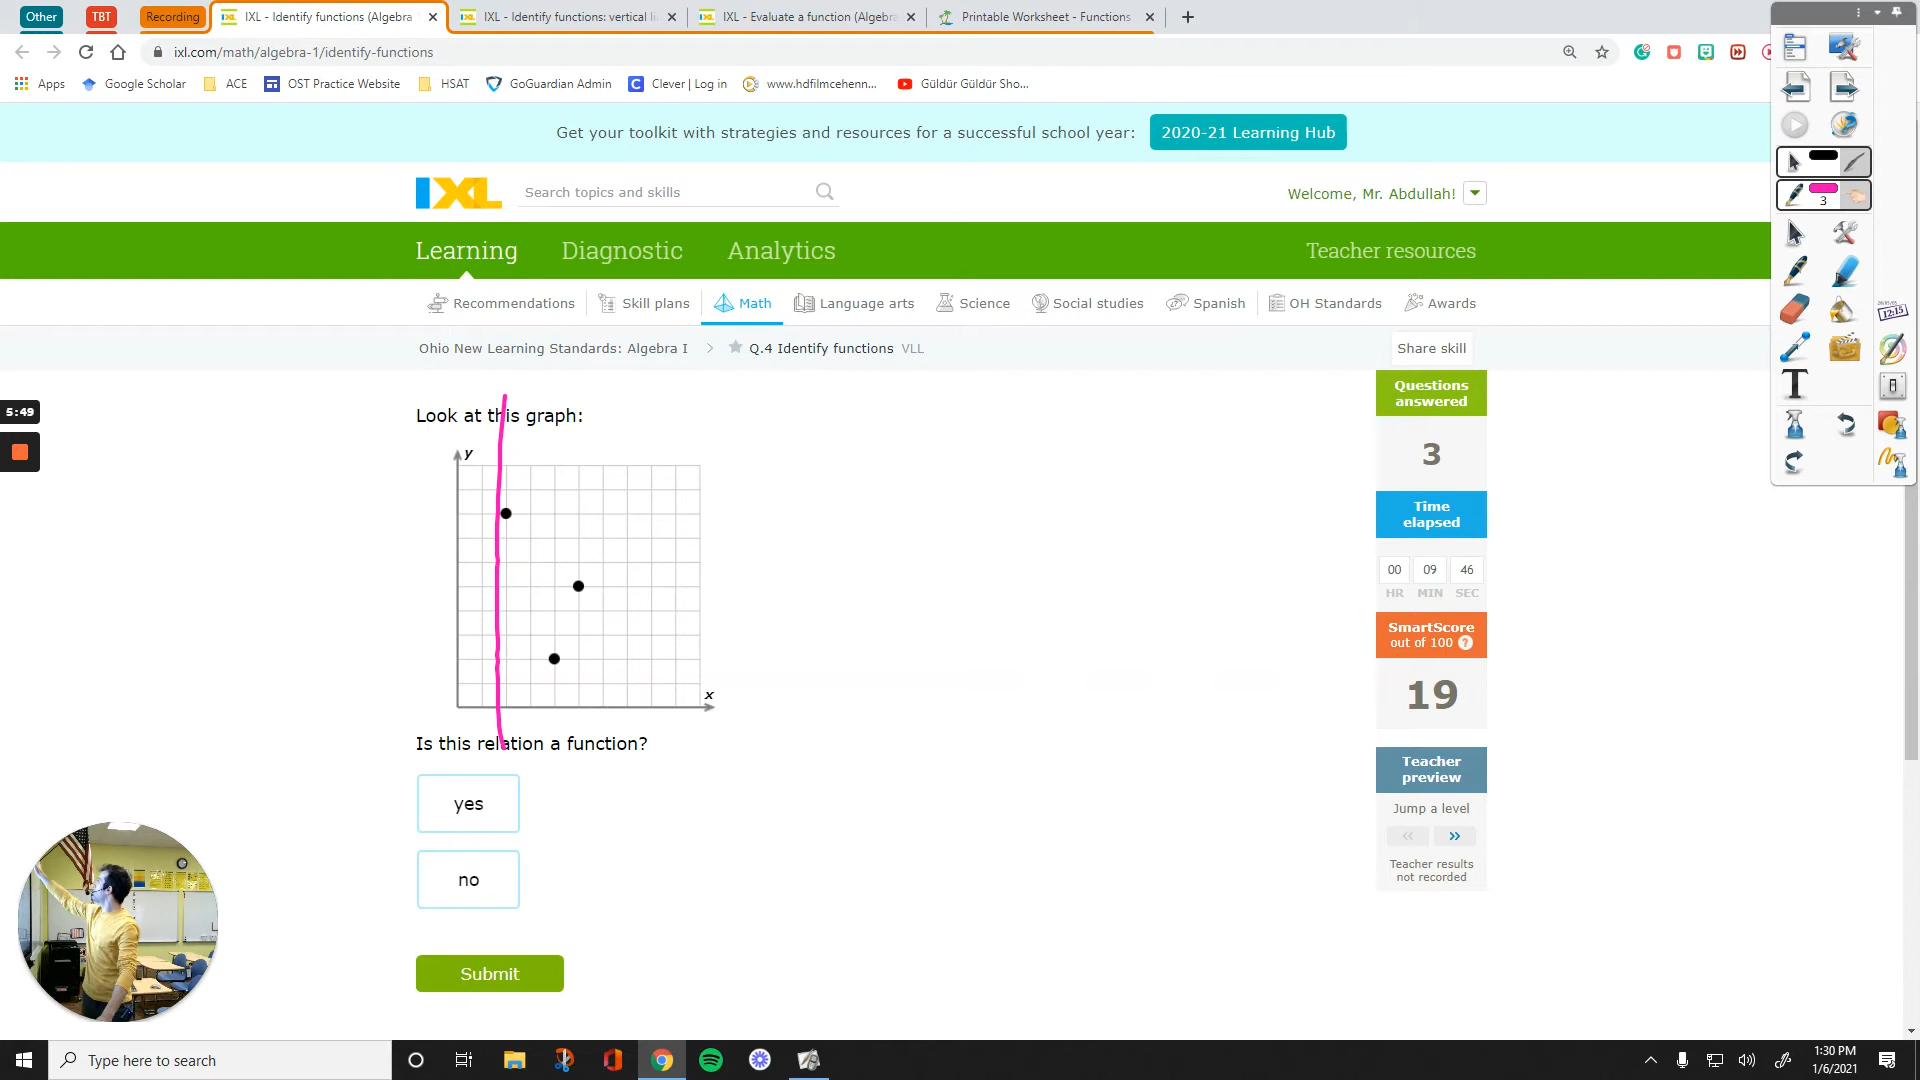 Other
TBT
Recording
IXL - Identify functions (Algebra
IXL - Identify functions: vertical li
IXL - Evaluate a function (Algebra
Printable Worksheet - Functions
ixl.com/math/algebra-1/identify-functions
Apps
Google Scholar
ACE
OST Practice Website
HSAT
GoGuardian Admin
Clever | Log in
www.hdfilmcehenn...
Güldür Güldür Sho...
Get your toolkit with strategies and resources for a successful school year:
2020-21 Learning Hub
IXL
Search topics and skills
Welcome, Mr. Abdullah!
Learning
Diagnostic
Analytics
Teacher resources
Recommendations
Skill plans
Math
Language arts
Science
Social studies
Spanish
OH Standards
Awards
Ohio New Learning Standards: Algebra I
Q.4 Identify functions VLL
Share skill
5:49
Look at this graph:
y
x
Is this relation a function?
yes
no
Submit
Questions
answered
3
Time
elapsed
00 09 46
HR MIN SEC
SmartScore
out of 100 ?
19
Teacher
preview
Jump a level
Teacher results
not recorded
3
12:15
T
Type here to search
1:30 PM
1/6/2021